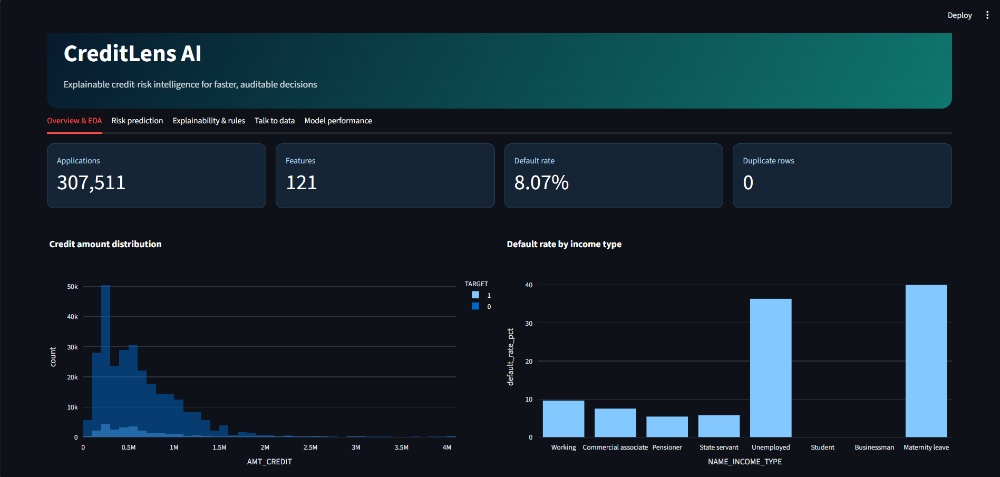 Deploy
CreditLens AI
Explainable credit-risk intelligence for faster, auditable decisions
Overview & EDA Risk prediction Explainability & rules Talk to data Model performance
Applications
307,511
Features
121
Default rate
8.07%
Duplicate rows
0
Credit amount distribution
TARGET
1
0
50k
40k
30k
20k
10k
0
count
0 0.5M 1M 1.5M 2M 2.5M 3M 3.5M 4M
AMT_CREDIT
Default rate by income type
40
30
20
10
0
default_rate_pct
Working Commercial associate Pensioner State servant Unemployed Student Businessman Maternity leave
NAME_INCOME_TYPE